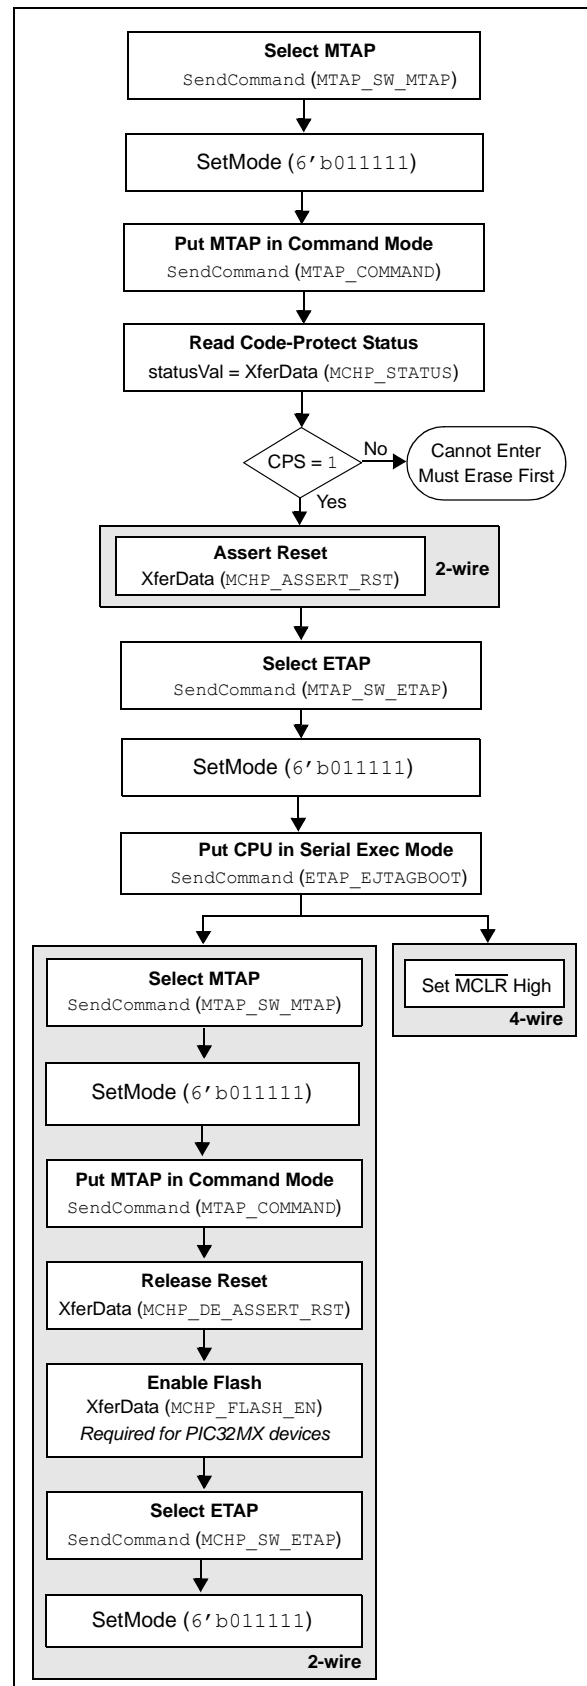 Select MTAP
SendCommand (MTAP_SW_MTAP)
SetMode (6'b011111)
Put MTAP in Command Mode
SendCommand (MTAP_COMMAND)
Read Code-Protect Status
statusVal = XferData (MCHP_STATUS)
CPS = 1
No
Cannot Enter
Must Erase First
Yes
Assert Reset
XferData (MCHP_ASSERT_RST)
2-wire
Select ETAP
SendCommand (MTAP_SW_ETAP)
SetMode (6'b011111)
Put CPU in Serial Exec Mode
SendCommand (ETAP_EJTAGBOOT)
Select MTAP
SendCommand (MTAP_SW_MTAP)
Set MCLR High
4-wire
SetMode (6'b011111)
Put MTAP in Command Mode
SendCommand (MTAP_COMMAND)
Release Reset
XferData (MCHP_DE_ASSERT_RST)
Enable Flash
XferData (MCHP_FLASH_EN)
Required for PIC32MX devices
Select ETAP
SendCommand (MCHP_SW_ETAP)
SetMode (6'b011111)
2-wire